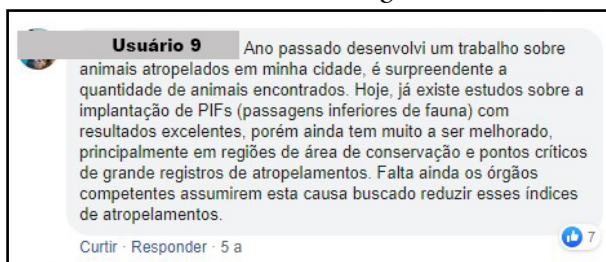 Usuário 9 Ano passado desenvolvi um trabalho sobre
animais atropelados em minha cidade, é surpreendente a
quantidade de animais encontrados. Hoje, já existe estudos sobre a
implantação de PIFs (passagens inferiores de fauna) com
resultados excelentes, porém ainda tem muito a ser melhorado,
principalmente em regiões de área de conservação e pontos críticos
de grande registros de atropelamentos. Falta ainda os órgãos
competentes assumirem esta causa buscado reduzir esses índices
de atropelamentos.
Curtir · Responder · 5 a
7